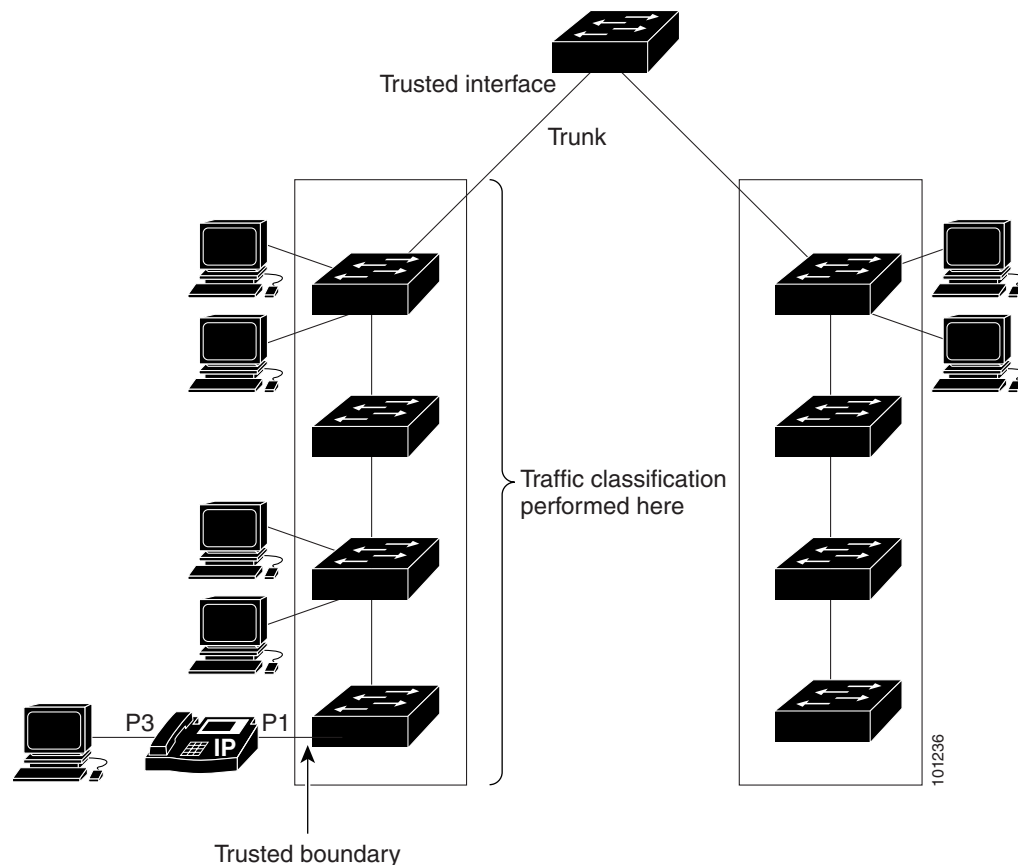 Trusted interface
Trunk
Traffic classification
performed here
P3
IP
P1
101236
Trusted boundary